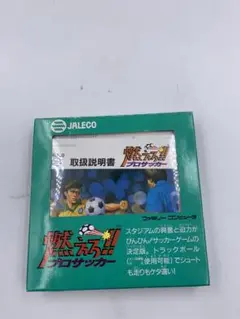 JALECO
取扱説明書
燃えろ!!
プロサッカー
ファミリーコンピュータ
燃えろ!!
プロサッカー
スタジアムの興奮と迫力が
びんびん!サッカーゲームの
決定版。トラックボール
使用可能)でシュート
も走りもケタ違い!